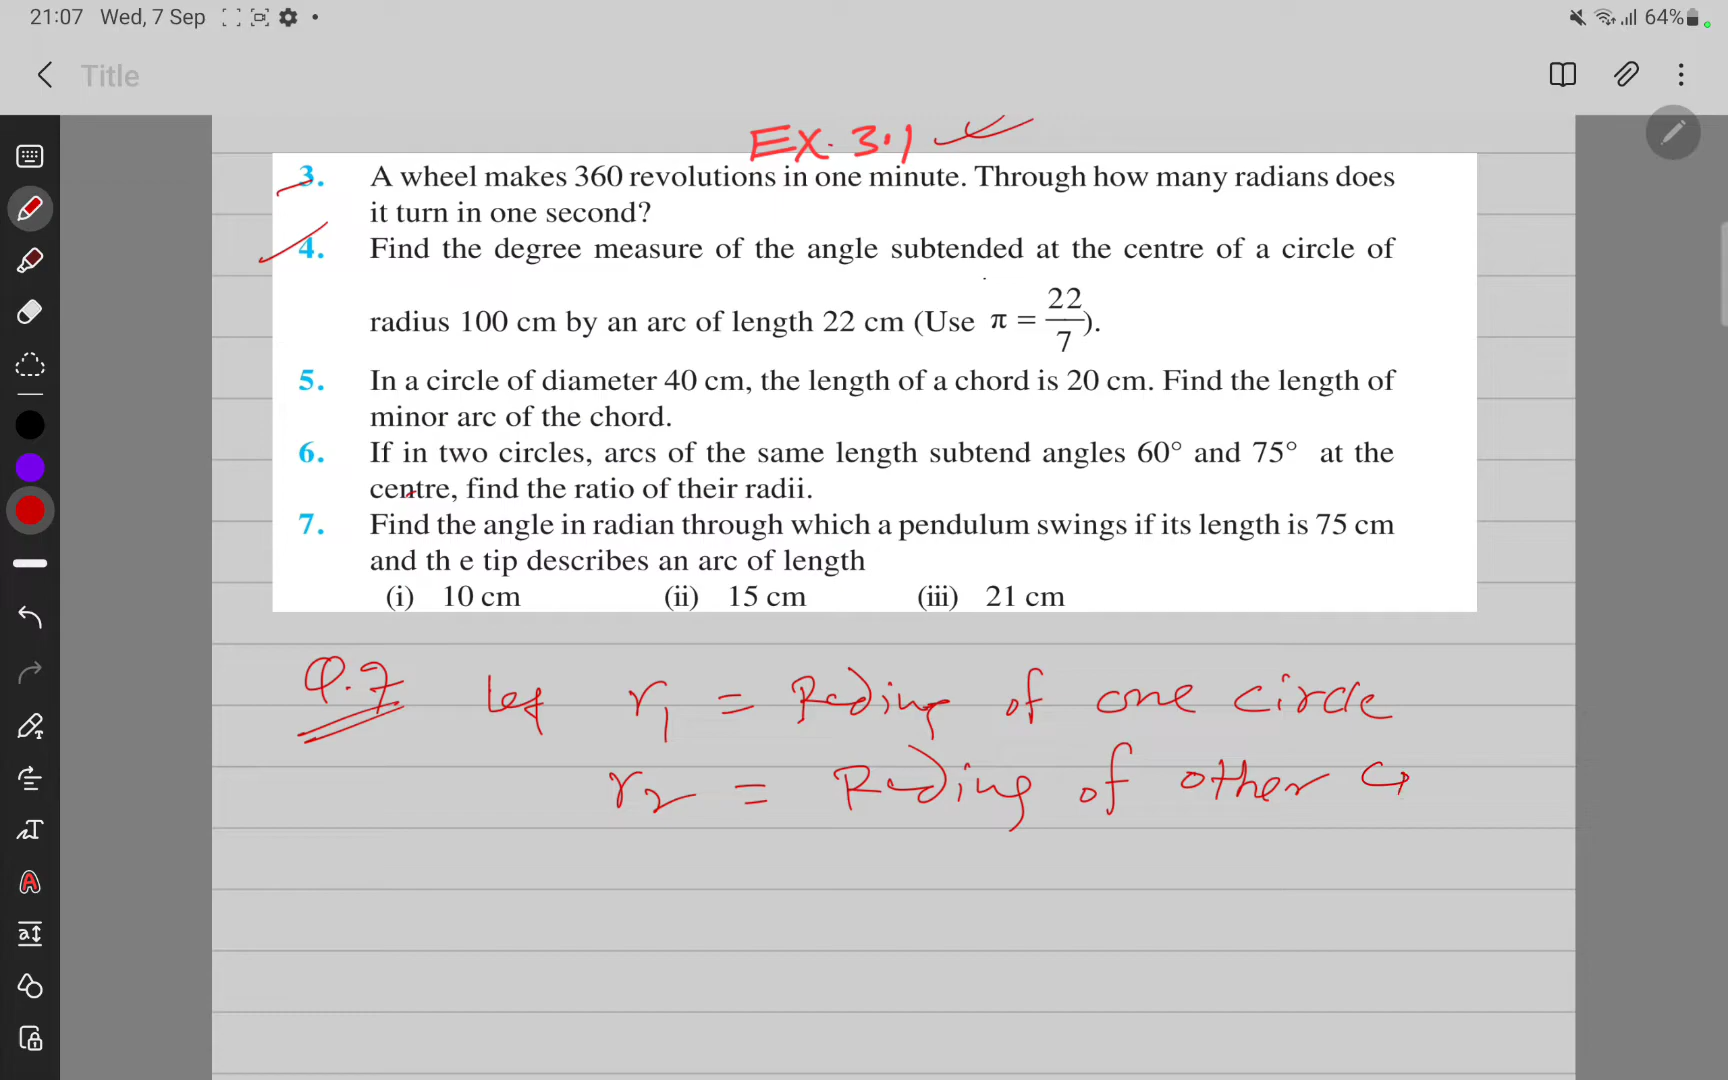 21:07 Wed, 7 Sep 64%
Title
EX. 3.1
3. A wheel makes 360 revolutions in one minute. Through how many radians does
it turn in one second?
4. Find the degree measure of the angle subtended at the centre of a circle of
radius 100 cm by an arc of length 22 cm (Use π = 22/7).
5. In a circle of diameter 40 cm, the length of a chord is 20 cm. Find the length of
minor arc of the chord.
6. If in two circles, arcs of the same length subtend angles 60° and 75° at the
centre, find the ratio of their radii.
7. Find the angle in radian through which a pendulum swings if its length is 75 cm
and th e tip describes an arc of length
(i) 10 cm (ii) 15 cm (iii) 21 cm
Q.7 let r1 = Radius of one circle
r2 = Radius of other